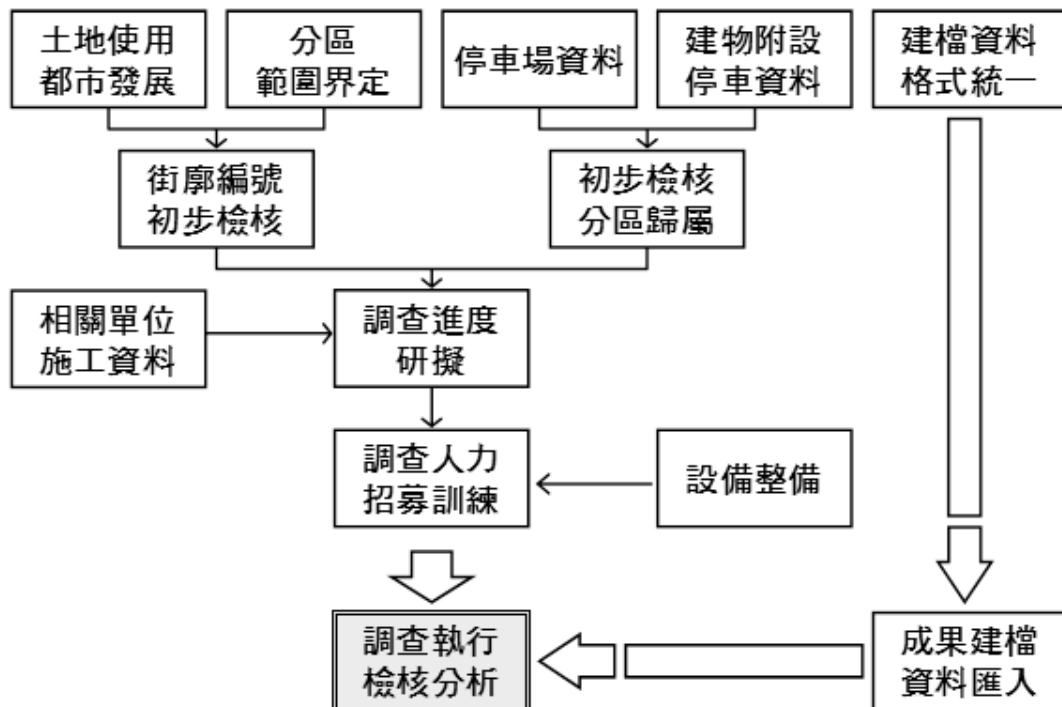 土地使用
都市發展
分區
範圍界定
停車場資料
建物附設
停車資料
建檔資料
格式統一
街廓編號
初步檢核
初步檢核
分區歸屬
相關單位
施工資料
調查進度
研擬
調查人力
招募訓練
設備整備
調查執行
檢核分析
成果建檔
資料匯入